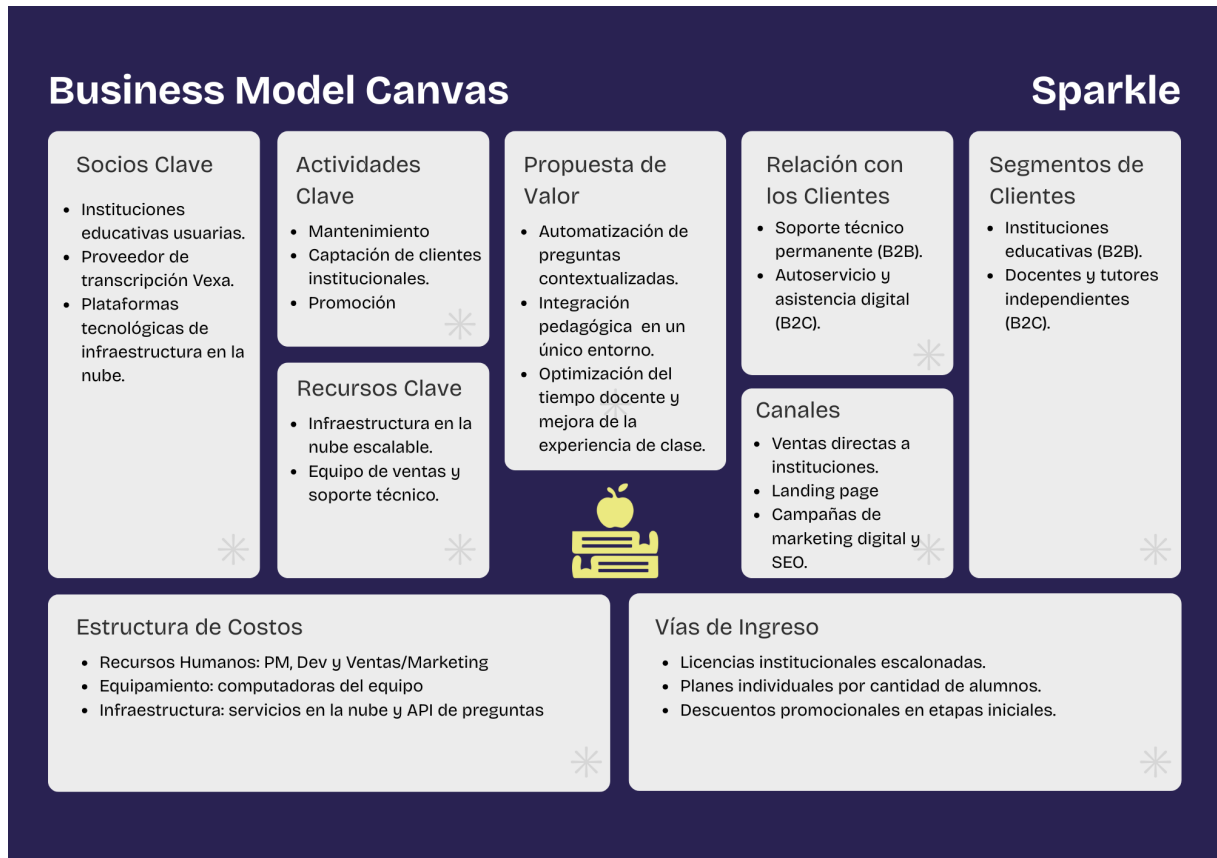 Business Model Canvas
Sparkle
Socios Clave
• Instituciones
educativas usuarias.
• Proveedor de
transcripción Vexa.
• Plataformas
tecnológicas de
infraestructura en la
nube.
Actividades
Clave
• Mantenimiento
• Captación de clientes
institucionales.
• Promoción
Recursos Clave
• Infraestructura en la
nube escalable.
• Equipo de ventas y
soporte técnico.
Propuesta de
Valor
• Automatización de
preguntas
contextualizadas.
• Integración
pedagógica  en un
único entorno.
• Optimización del
tiempo docente y
mejora de la
experiencia de clase.
Relación con
los Clientes
• Soporte técnico
permanente (B2B).
• Autoservicio y
asistencia digital
(B2C).
Canales
• Ventas directas a
instituciones.
• Landing page
• Campañas de
marketing digital y
SEO.
Segmentos de
Clientes
• Instituciones
educativas (B2B).
• Docentes y tutores
independientes
(B2C).
Estructura de Costos
• Recursos Humanos: PM, Dev y Ventas/Marketing
• Equipamiento: computadoras del equipo
• Infraestructura: servicios en la nube y API de preguntas
Vías de Ingreso
• Licencias institucionales escalonadas.
• Planes individuales por cantidad de alumnos.
• Descuentos promocionales en etapas iniciales.